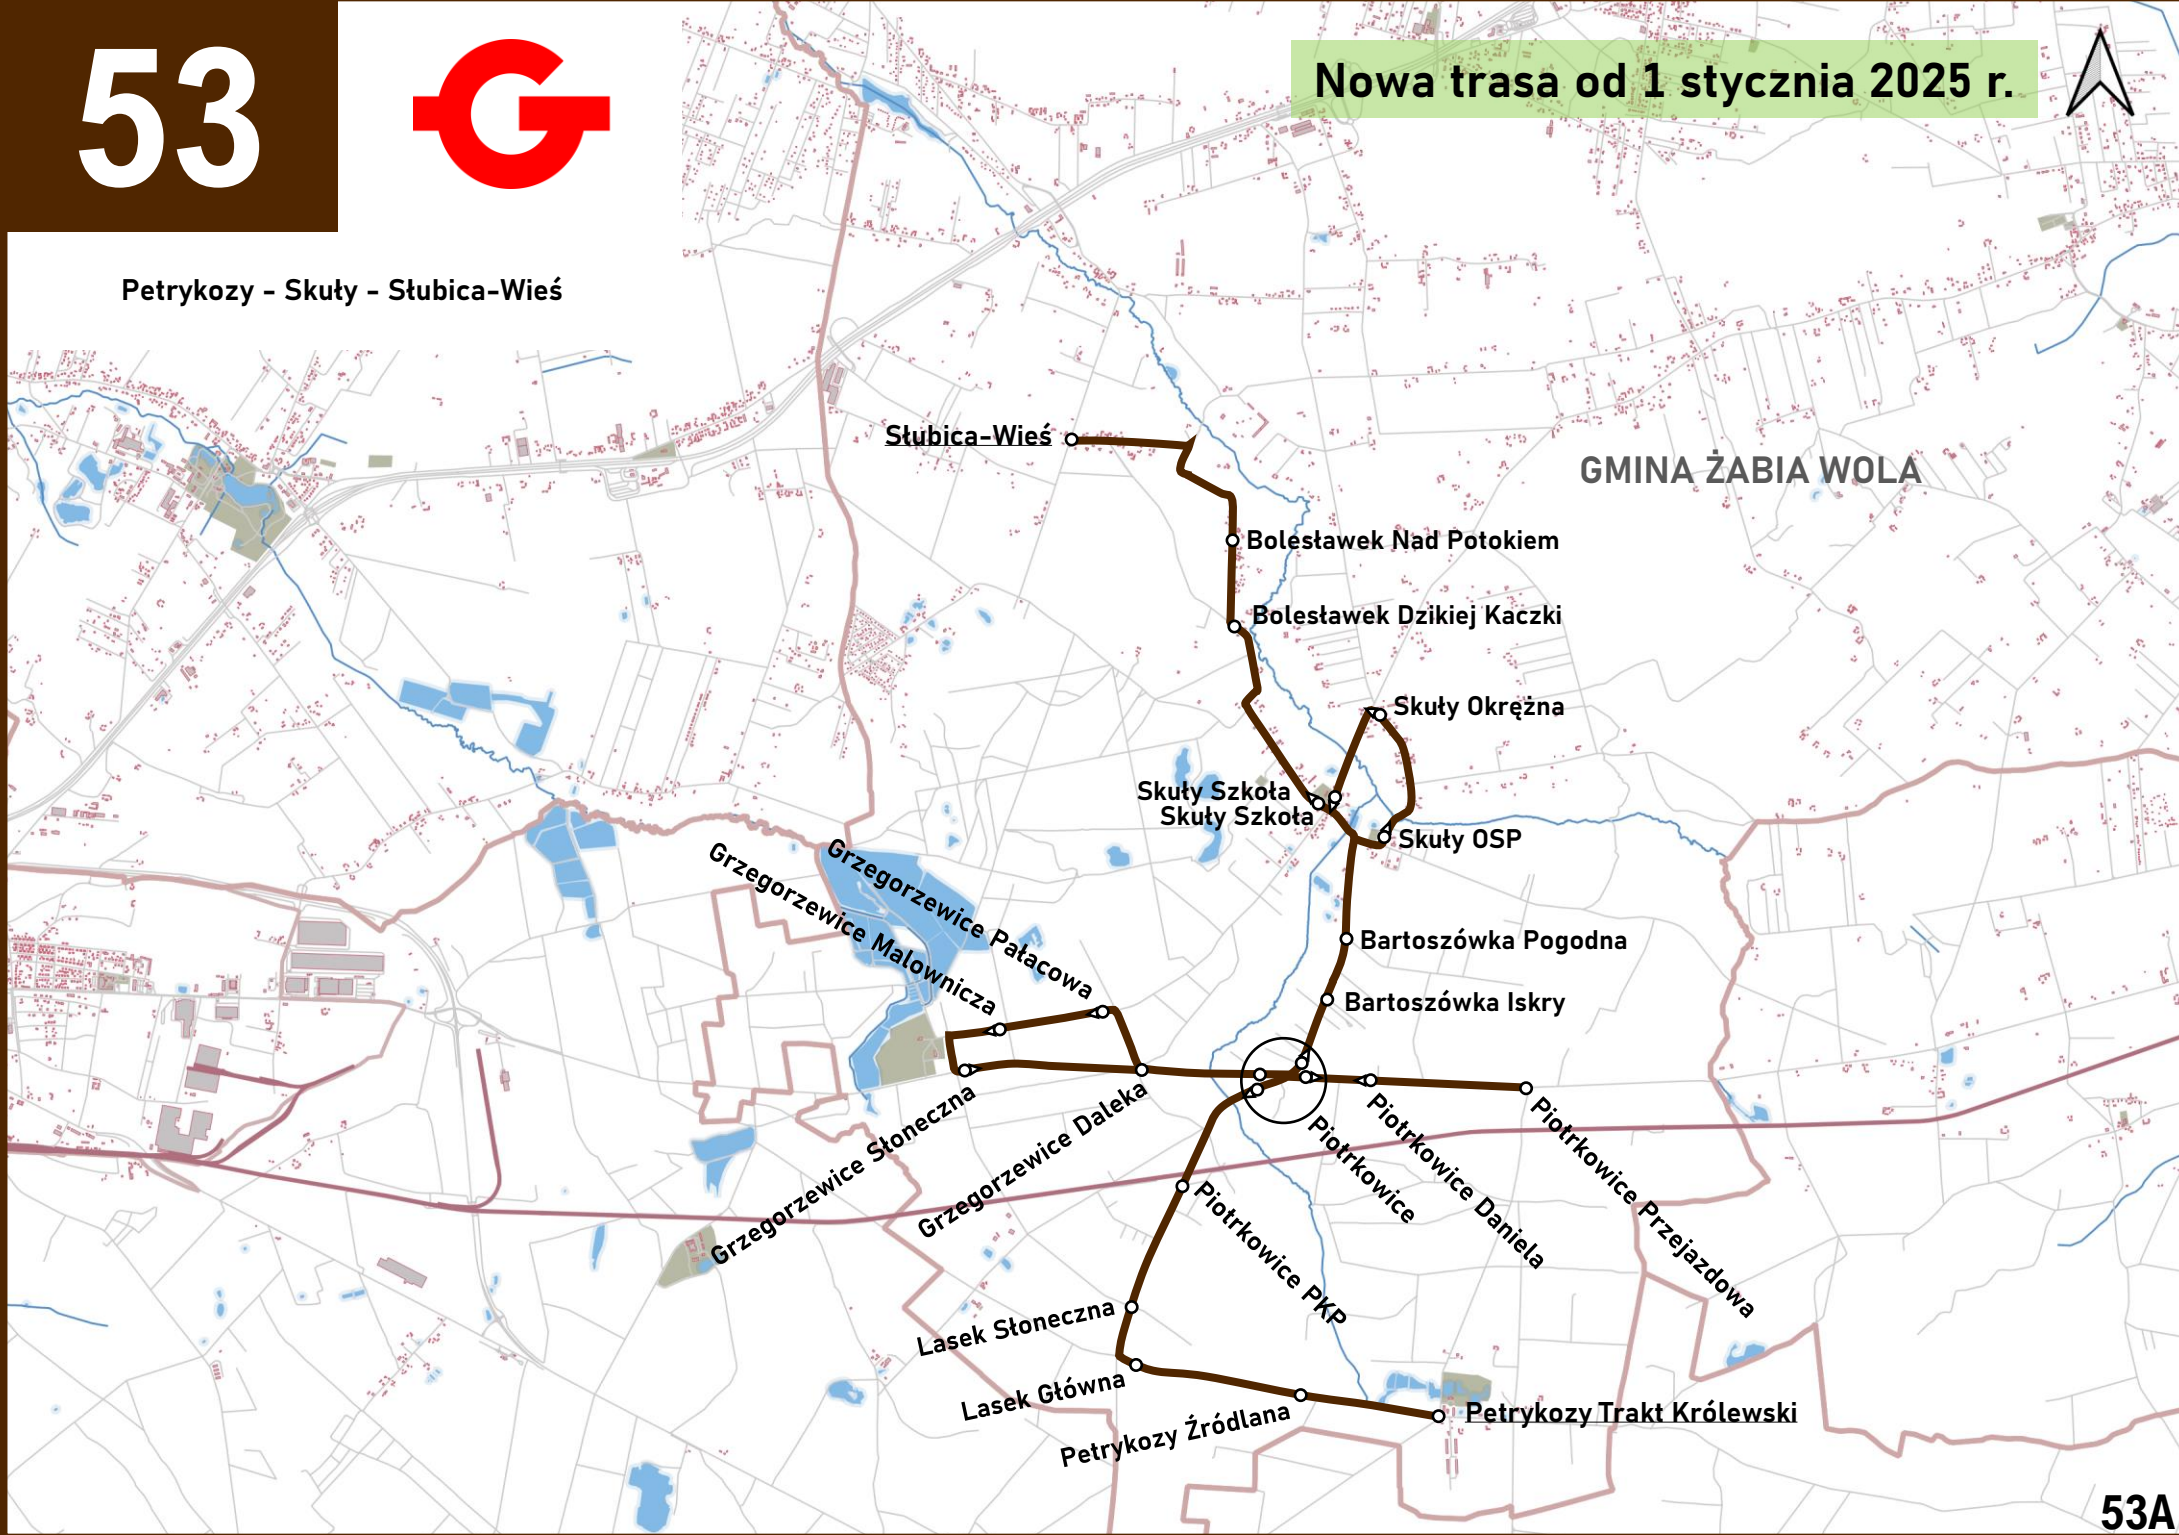 53
G
Nowa trasa od 1 stycznia 2025 r.
Petrykozy - Skuły - Słubica-Wieś
Słubica-Wieś
GMINA ŻABIA WOLA
Bolesławek Nad Potokiem
Bolesławek Dzikiej Kaczki
Skuły Okrężna
Skuły Szkoła
Skuły Szkoła
Skuły OSP
Grzegorzewice Pałacowa
Grzegorzewice Malownicza
Bartoszówka Pogodna
Bartoszówka Iskry
Grzegorzewice Słoneczna
Grzegorzewice Daleka
Piotrkowice
Piotrkowice Daniela
Piotrkowice Przejazdowa
Piotrkowice PKP
Lasek Słoneczna
Lasek Główna
Petrykozy Źródlana
Petrykozy Trakt Królewski
53A